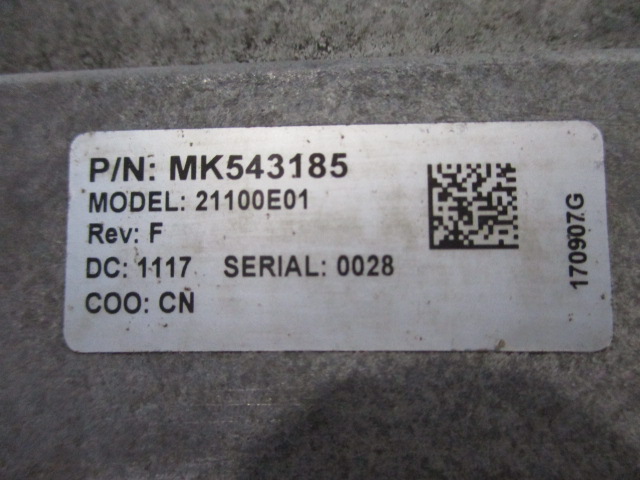 P/N: MK543185
MODEL: 21100E01
Rev: F
DC: 1117 SERIAL: 0028
COO: CN
170907G